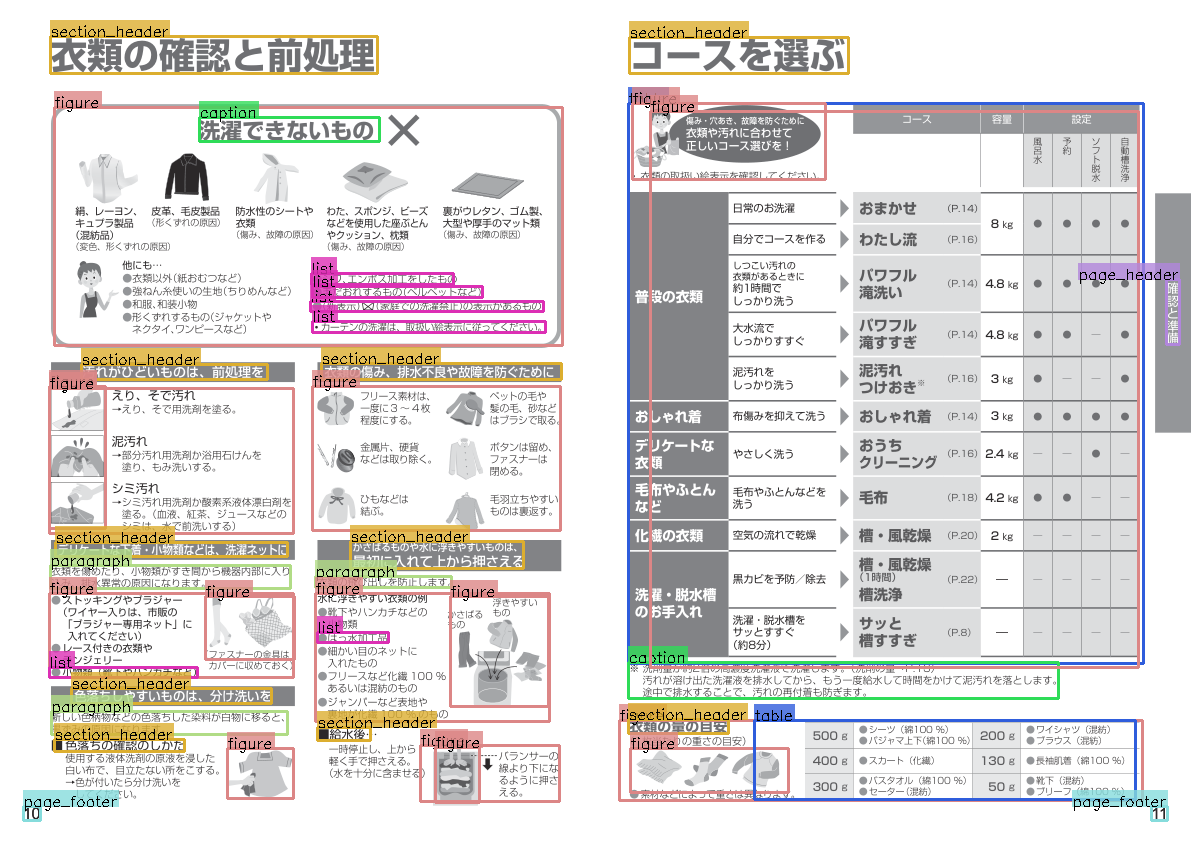 section_header
衣類の確認と前処理
figure
caption
洗濯できないもの
絹、レーヨン、
キュプラ製品
(混紡品)
(変色、形くずれの原因)
皮革、毛皮製品
(形くずれの原因)
防水性のシートや
衣類
(傷み、故障の原因)
わた、スポンジ、ビーズ
などを使用した座ぶとん
やクッション、枕類
(傷み、故障の原因)
裏がウレタン、ゴム製、
大型や厚手のマット類
(傷み、故障の原因)
他にも…
●衣類以外(紙おむつなど)
●強ねん糸使いの生地(ちりめんなど)
●和服、和装小物
●形くずれするもの(ジャケットや
ネクタイ、ワンピースなど)
list
、エンボス加工をしたもの
list
おれするもの(ベルベットなど)
list
(家庭での洗濯禁止)の表示があるもの
list
・カーテンの洗濯は、取扱い絵表示に従ってください。
section_header
汚れがひどいものは、前処理を
figure
えり、そで汚れ
→えり、そで用洗剤を塗る。
泥汚れ
→部分汚れ用洗剤か浴用石けんを
塗り、もみ洗いする。
シミ汚れ
→シミ汚れ用洗剤か酸素系液体漂白剤を
塗る。(血液、紅茶、ジュースなどの
シミは、水で前洗いする)
section_header
衣類の傷み、排水不良や故障を防ぐために
figure
フリース素材は、
一度に3～4枚
程度にする。
ペットの毛や
髪の毛、砂など
はブラシで取る。
金属片、硬貨
などは取り除く。
ボタンは留め、
ファスナーは
閉める。
ひもなどは
結ぶ。
毛羽立ちやすい
ものは裏返す。
section_header
デリケートな下着・小物類などは、洗濯ネットに
paragraph
衣類を傷めたり、小物類がすき間から機器内部に入り
異常の原因になります。
figure
●ストッキングやブラジャー
(ワイヤー入りは、市販の
「ブラジャー専用ネット」に
入れてください)
●レース付きの衣類や
ンジェリー
list
●小物類(靴下やハンカチなど)
figure
ファスナーの金具は
カバーに収めておく)
section_header
色落ちしやすいものは、分け洗いを
paragraph
新しい色柄物などの色落ちした染料が白物に移ると、
section_header
■色落ちの確認のしかた
使用する液体洗剤の原液を浸した
白い布で、目立たない所をこする。
→色が付いたら分け洗いを
さい。
figure
section_header
かさばるものや水に浮きやすいものは、
最初に入れて上から押さえる
paragraph
び出しを防止します。
figure
水に浮きやすい衣類の例
●靴下やハンカチなどの
物類
list
●はっ水加工品
●細かい目のネットに
入れたもの
●フリースなど化繊 100 %
あるいは混紡のもの
●ジャンパーなど表地や
figure
かさばる
もの
浮きやすい
もの
section_header
■給水後…
一時停止し、上から
軽く手で押さえる。
(水を十分に含ませる)
figure
バランサーの
線より下にな
るように押さ
える。
page_footer
10
section_header
コースを選ぶ
figure
傷み・穴あき、故障を防ぐために
衣類や汚れに合わせて
正しいコース選びを！
・衣類の取扱い絵表示を確認してください。
コース 容量 設定
風呂水 予約 ソフト脱水 自動槽洗浄
普段の衣類
日常のお洗濯 おまかせ (P.14) 8 kg ● ● ● ●
自分でコースを作る わたし流 (P.16)
しつこい汚れの
衣類があるときに
約1時間で
しっかり洗う
パワフル
滝洗い (P.14) 4.8 kg ● ● ● ●
大水流で
しっかりすすぐ
パワフル
滝すすぎ (P.14) 4.8 kg ● ● － ●
泥汚れを
しっかり洗う
泥汚れ
つけおき※ (P.16) 3 kg ● － － ●
おしゃれ着 布傷みを抑えて洗う おしゃれ着 (P.14) 3 kg ● ● ● ●
デリケートな
衣類
やさしく洗う
おうち
クリーニング (P.16) 2.4 kg － － ● －
毛布やふとん
など
毛布やふとんなどを
洗う
毛布 (P.18) 4.2 kg ● ● － －
化繊の衣類 空気の流れで乾燥 槽・風乾燥 (P.20) 2 kg － － － －
洗濯・脱水槽
のお手入れ
黒カビを予防／除去
槽・風乾燥
(1時間)
槽洗浄 (P.22) － － － － －
洗濯・脱水槽を
サッとすすぐ
(約8分)
サッと
槽すすぎ (P.8) － － － － －
page_header
確認と準備
caption
汚れが溶け出た洗濯液を排水してから、もう一度給水して時間をかけて泥汚れを落とします。
途中で排水することで、汚れの再付着も防ぎます。
section_header
衣類の量の目安
の重さの目安)
figure
●素材などによって重さは異なります。
table
500 g ●シーツ(綿100 %) ●パジャマ上下(綿100 %) 200 g ●ワイシャツ(混紡) ●ブラウス(混紡)
400 g ●スカート(化繊) 130 g ●長袖肌着(綿100 %)
300 g ●バスタオル(綿100 %) ●セーター(混紡) 50 g ●靴下(混紡) ●ブリーフ(綿100 %)
page_footer
11